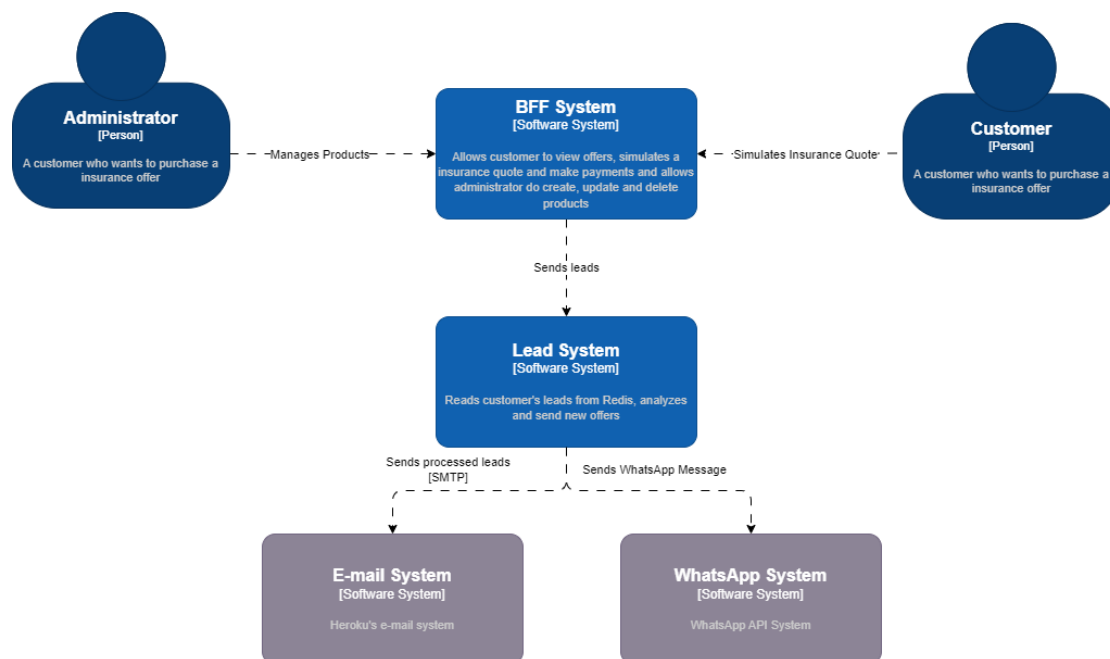 Administrator
[Person]
A customer who wants to purchase a
insurance offer
Manages Products
BFF System
[Software System]
Allows customer to view offers, simulates a
insurance quote and make payments and allows
administrator do create, update and delete
products
Simulates Insurance Quote
Customer
[Person]
A customer who wants to purchase a
insurance offer
Sends leads
Lead System
[Software System]
Reads customer's leads from Redis, analyzes
and send new offers
Sends processed leads
[SMTP]
Sends WhatsApp Message
E-mail System
[Software System]
Heroku's e-mail system
WhatsApp System
[Software System]
WhatsApp API System